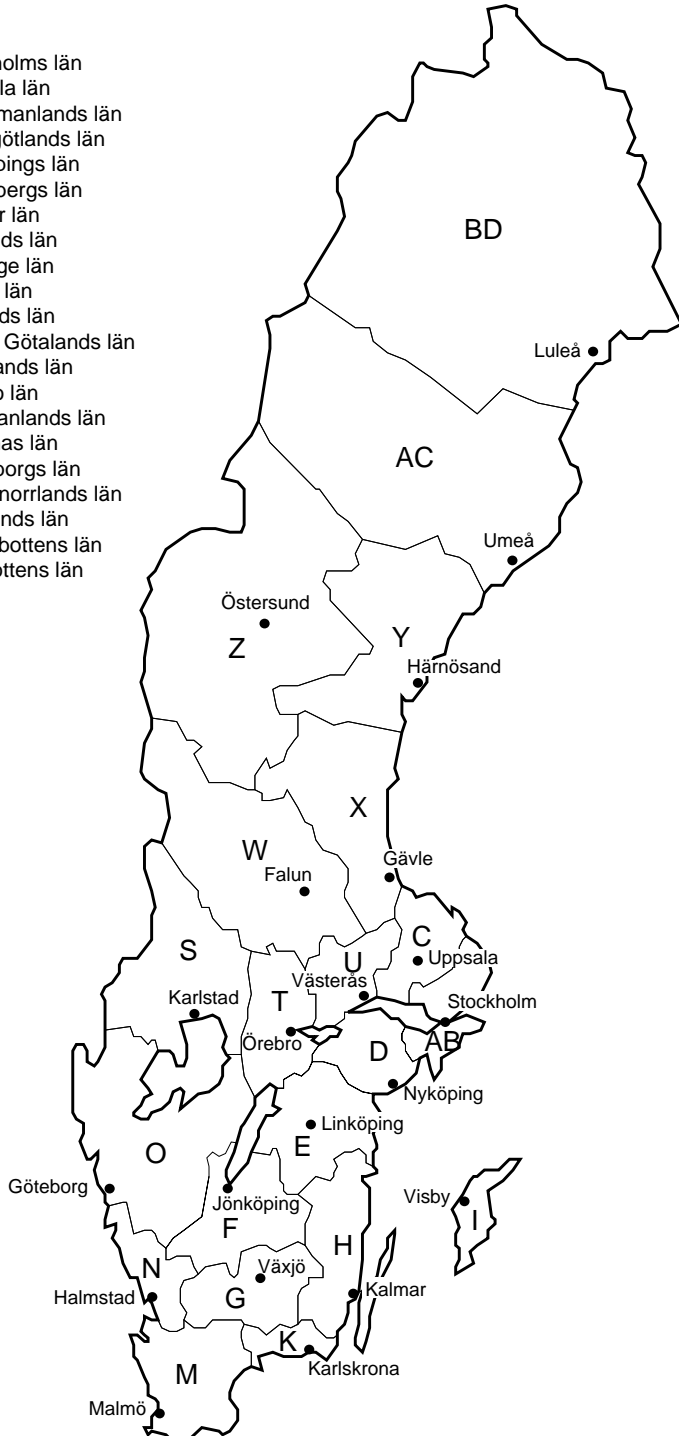 holms län
la län
manlands län
götlands län
pings län
bergs län
r län
ds län
ge län
län
ds län
Götalands län
ands län
o län
anlands län
nas län
borgs län
norrlands län
nds län
bottens län
ottens län
BD
Luleå
AC
Umeå
Östersund
Z
Y
Härnösand
X
W
Falun
Gävle
S
C
U
Uppsala
Västerås
Karlstad
T
Stockholm
Örebro
AB
D
Nyköping
Linköping
E
O
Göteborg
Jönköping
Visby
I
F
H
N
Växjö
G
Halmstad
Kalmar
K
Karlskrona
M
Malmö